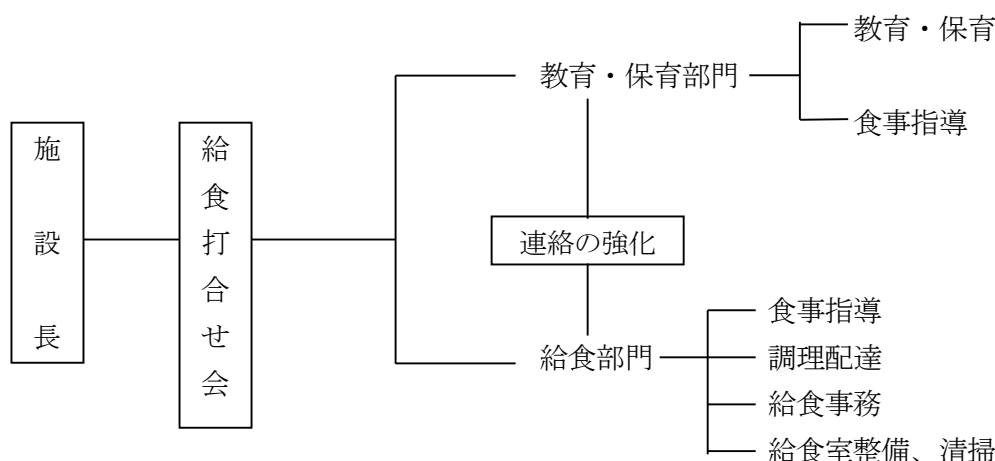 施設長
給食打合せ会
教育・保育部門
教育・保育
食事指導
連絡の強化
給食部門
食事指導
調理配達
給食事務
給食室整備、清掃